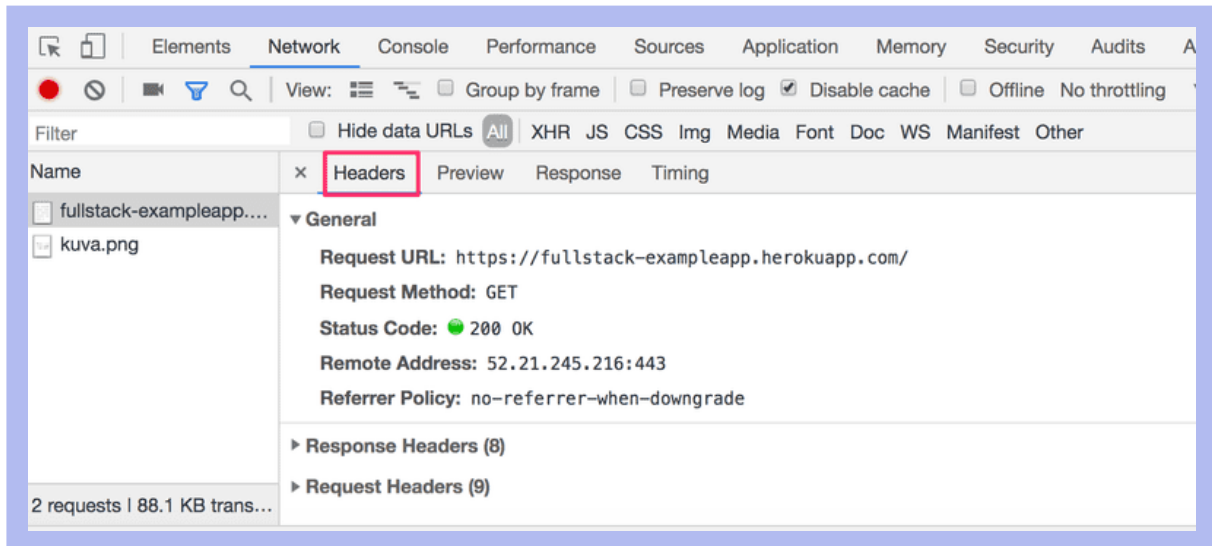 Elements Network Console Performance Sources Application Memory Security Audits A
View: Group by frame Preserve log Disable cache Offline No throttling
Filter Hide data URLs All XHR JS CSS Img Media Font Doc WS Manifest Other
Name × Headers Preview Response Timing
fullstack-exampleapp.... ▾ General
kuva.png
Request URL: https://fullstack-exampleapp.herokuapp.com/
Request Method: GET
Status Code: 200 OK
Remote Address: 52.21.245.216:443
Referrer Policy: no-referrer-when-downgrade
▸ Response Headers (8)
▸ Request Headers (9)
2 requests | 88.1 KB trans...